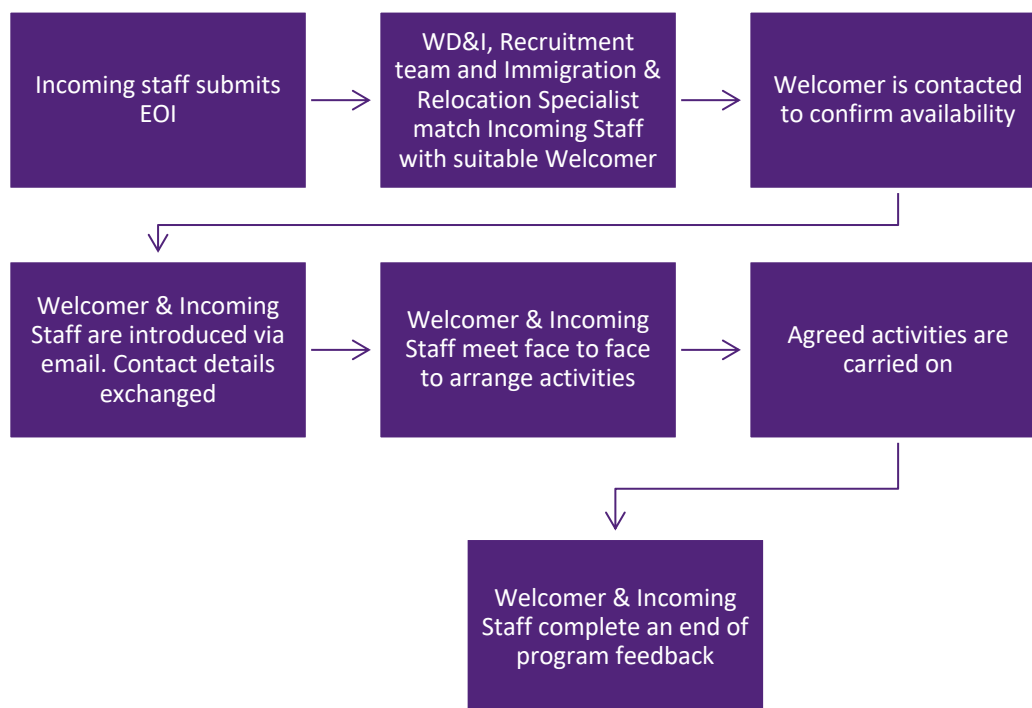 Incoming staff submits
EOI
WD&I, Recruitment
team and Immigration &
Relocation Specialist
match Incoming Staff
with suitable Welcomer
Welcomer is contacted
to confirm availability
Welcomer & Incoming
Staff are introduced via
email. Contact details
exchanged
Welcomer & Incoming
Staff meet face to face
to arrange activities
Agreed activities are
carried on
Welcomer & Incoming
Staff complete an end of
program feedback